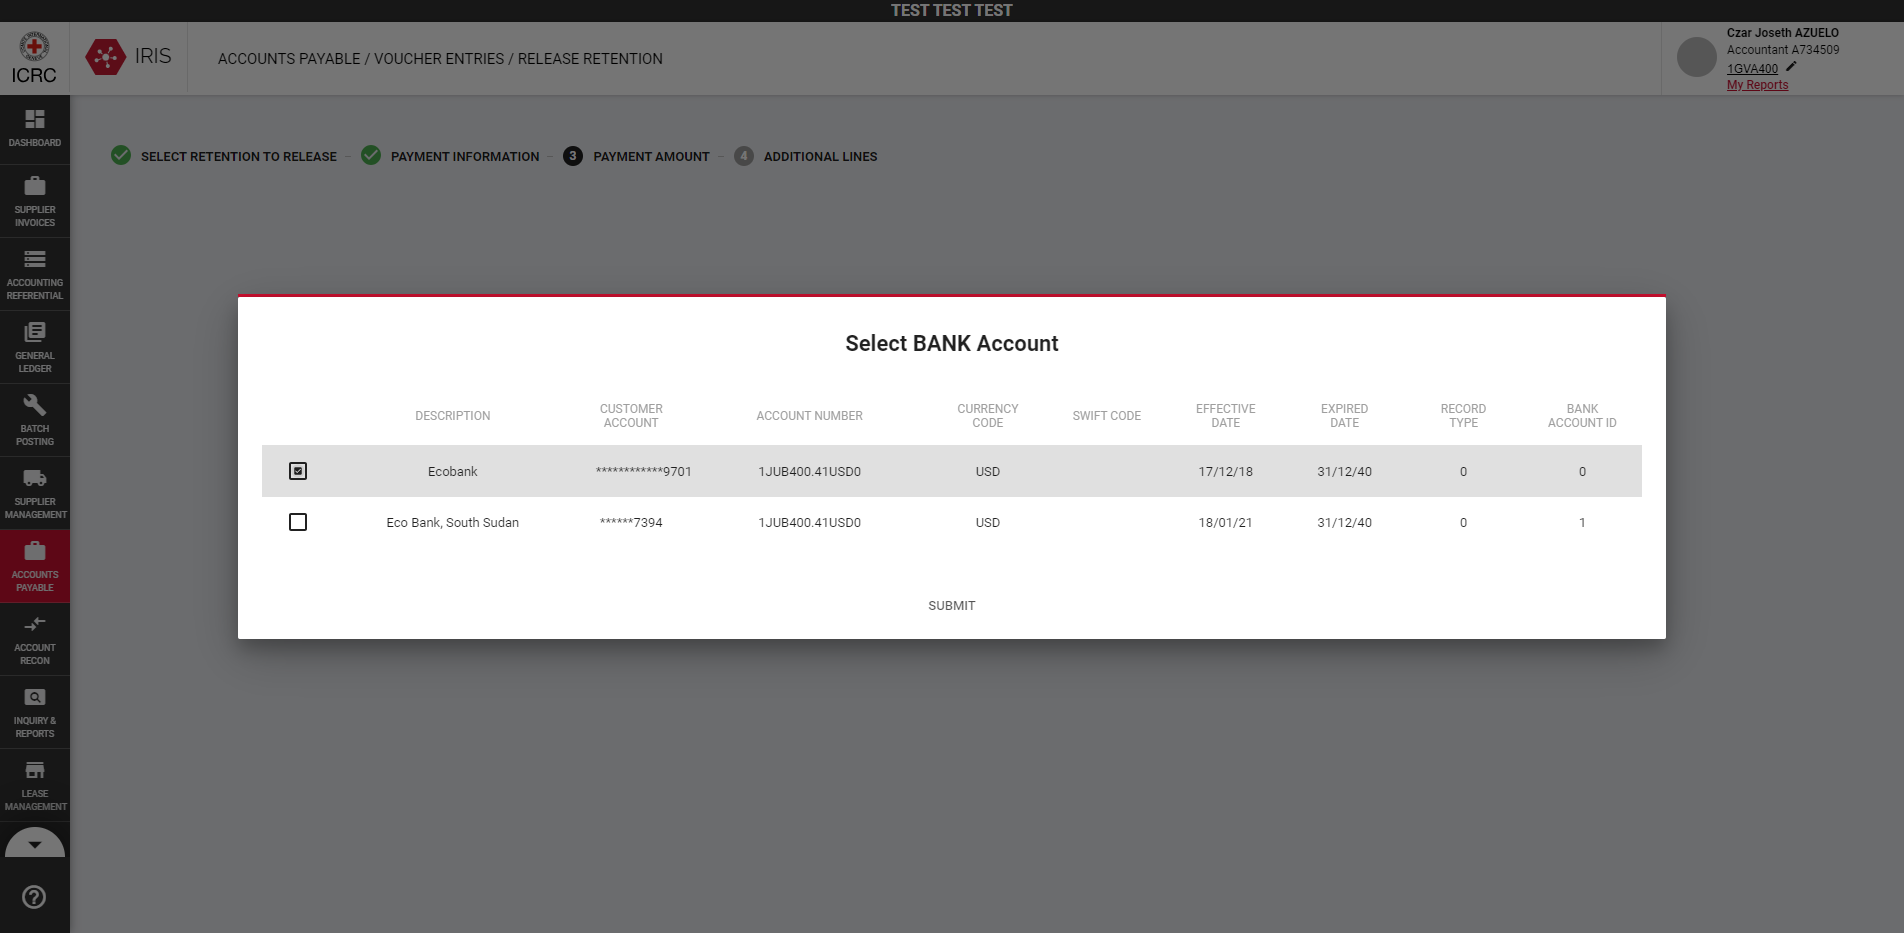 TEST TEST TEST
ICRC
IRIS
ACCOUNTS PAYABLE / VOUCHER ENTRIES / RELEASE RETENTION
Czar Joseth AZUELO
Accountant A734509
1GVA400
My Reports
DASHBOARD
SUPPLIER
INVOICES
ACCOUNTING
REFERENTIAL
GENERAL
LEDGER
BATCH
POSTING
SUPPLIER
MANAGEMENT
ACCOUNTS
PAYABLE
ACCOUNT
RECON
INQUIRY &
REPORTS
LEASE
MANAGEMENT
SELECT RETENTION TO RELEASE
PAYMENT INFORMATION
3 PAYMENT AMOUNT
4 ADDITIONAL LINES
Select BANK Account
DESCRIPTION CUSTOMER ACCOUNT ACCOUNT NUMBER CURRENCY CODE SWIFT CODE EFFECTIVE DATE EXPIRED DATE RECORD TYPE BANK ACCOUNT ID
Ecobank ************9701 1JUB400.41USD0 USD 17/12/18 31/12/40 0 0
Eco Bank, South Sudan ******7394 1JUB400.41USD0 USD 18/01/21 31/12/40 0 1
SUBMIT